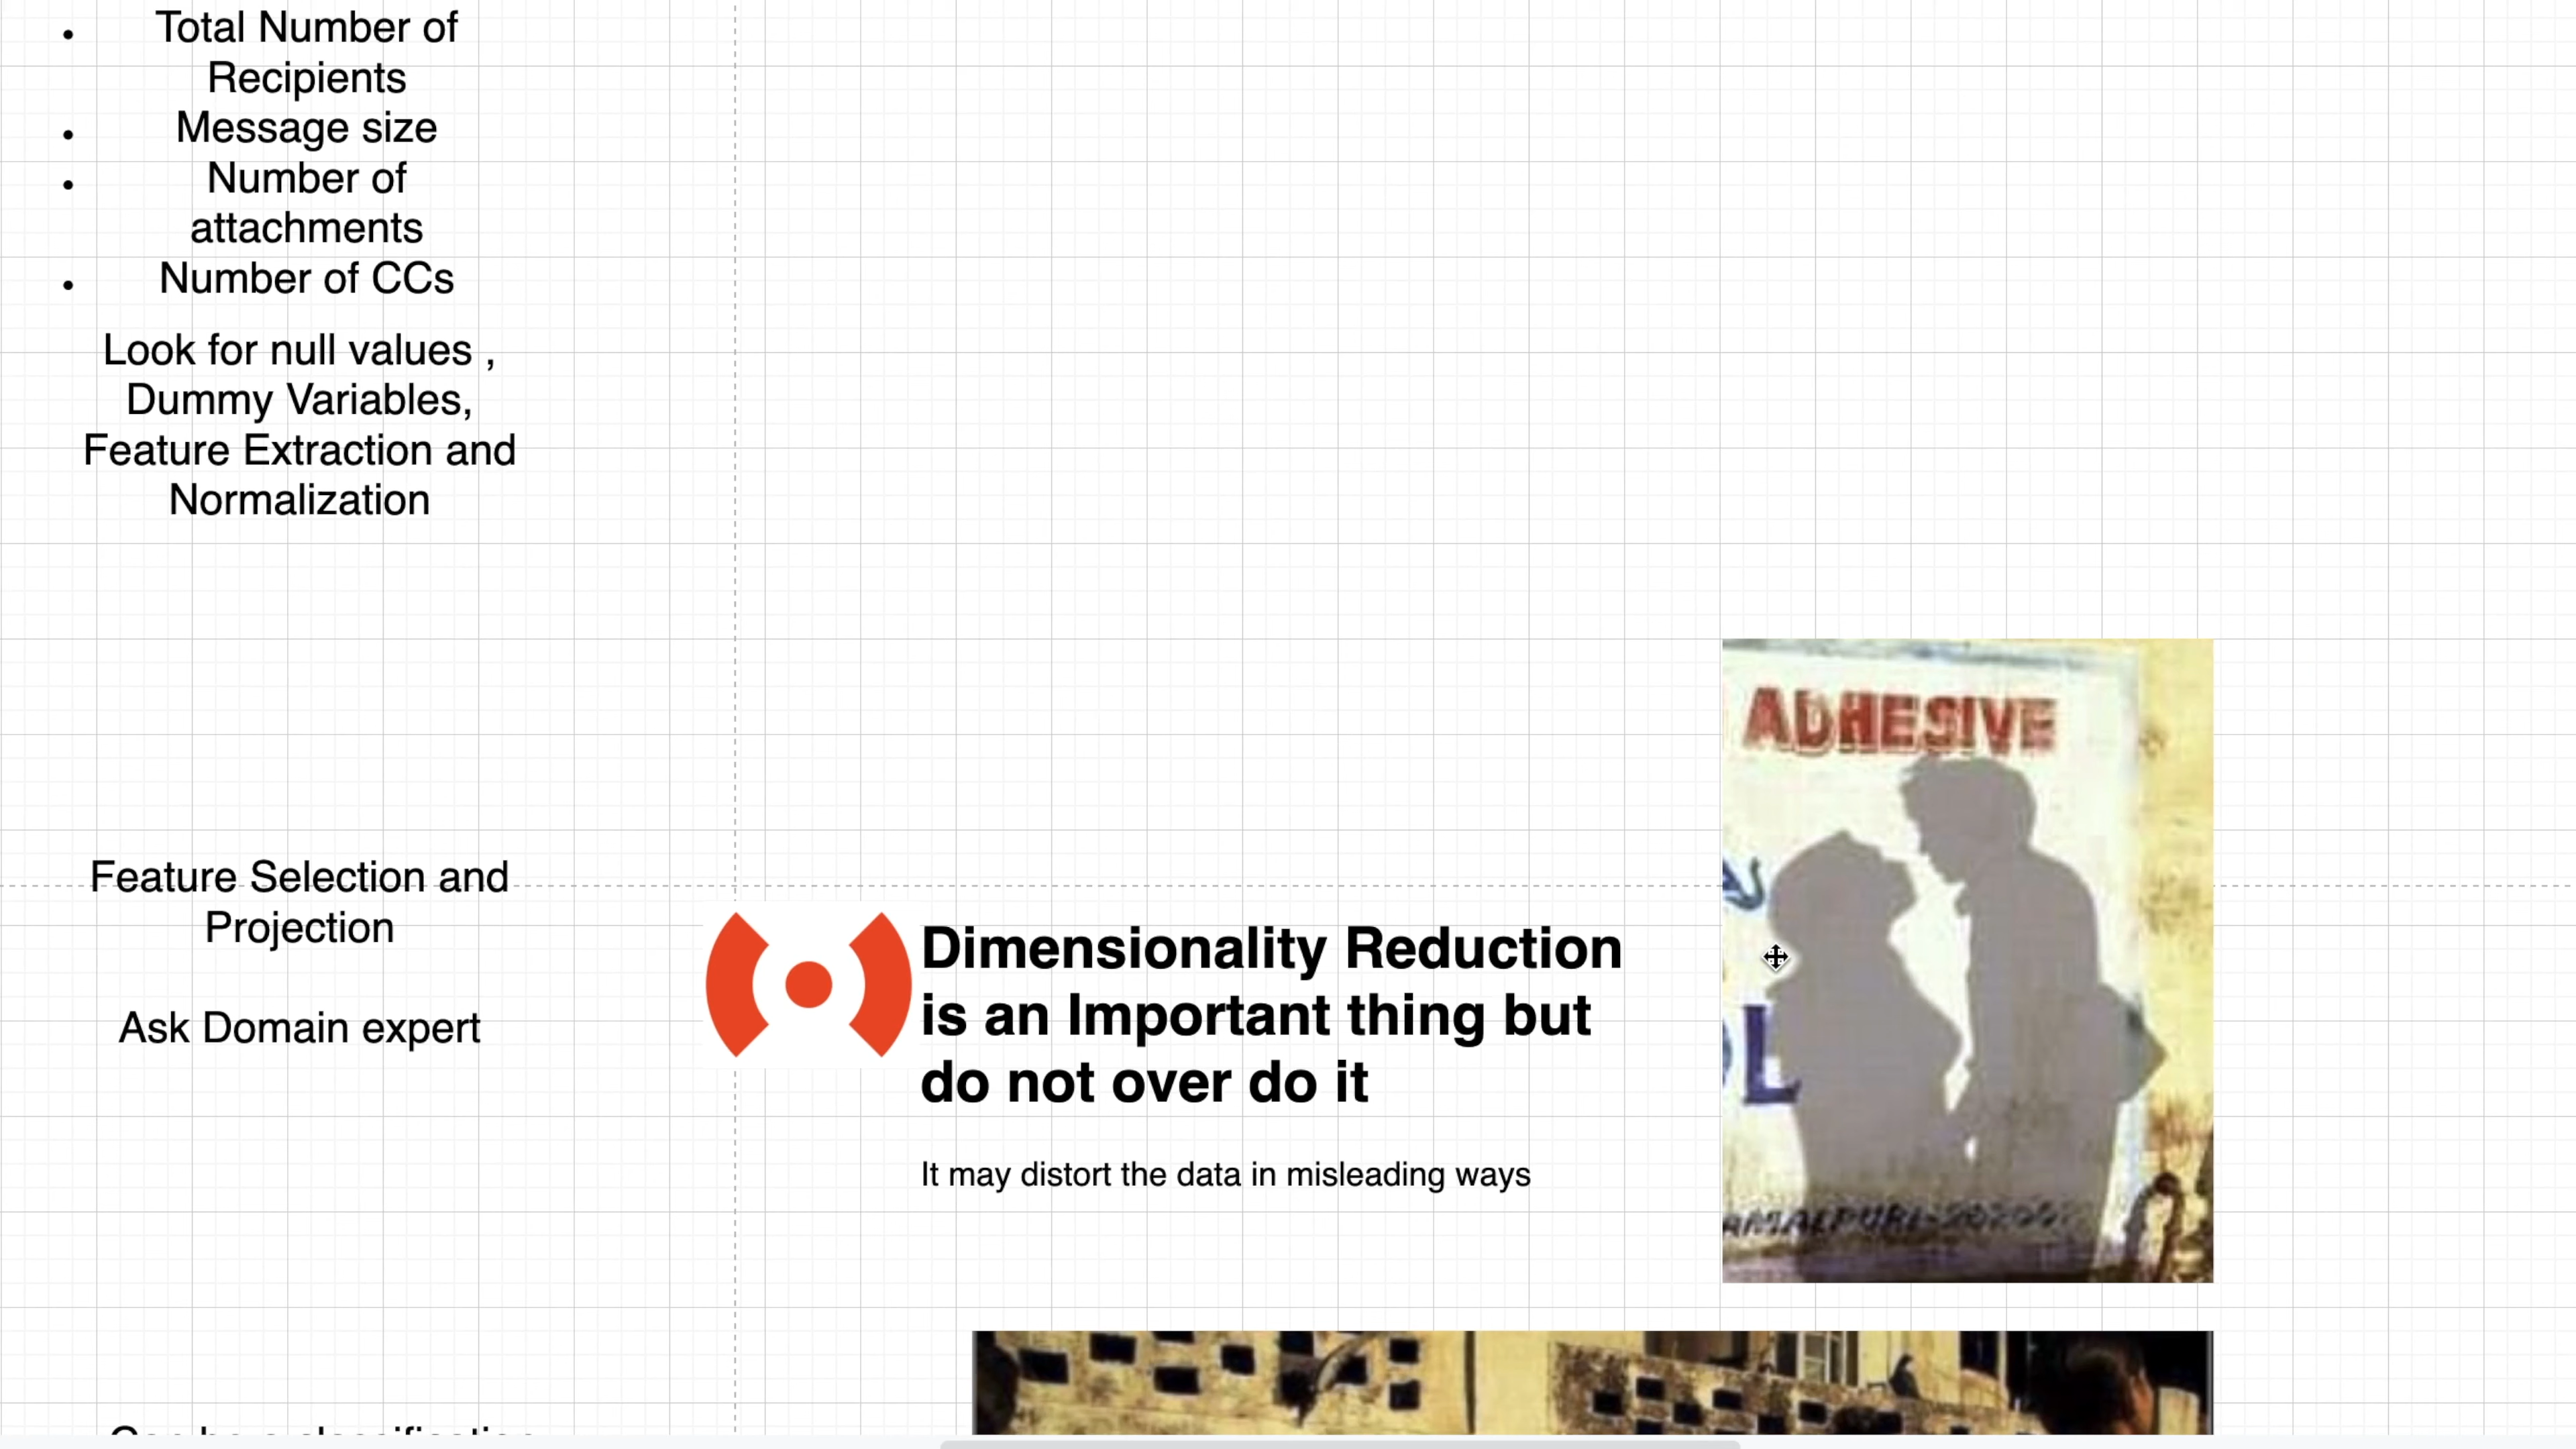 Total Number of
Recipients
Message size
Number of
attachments
Number of CCs
Look for null values ,
Dummy Variables,
Feature Extraction and
Normalization
Feature Selection and
Projection
Ask Domain expert
Dimensionality Reduction
is an Important thing but
do not over do it
It may distort the data in misleading ways
ADHESIVE
L